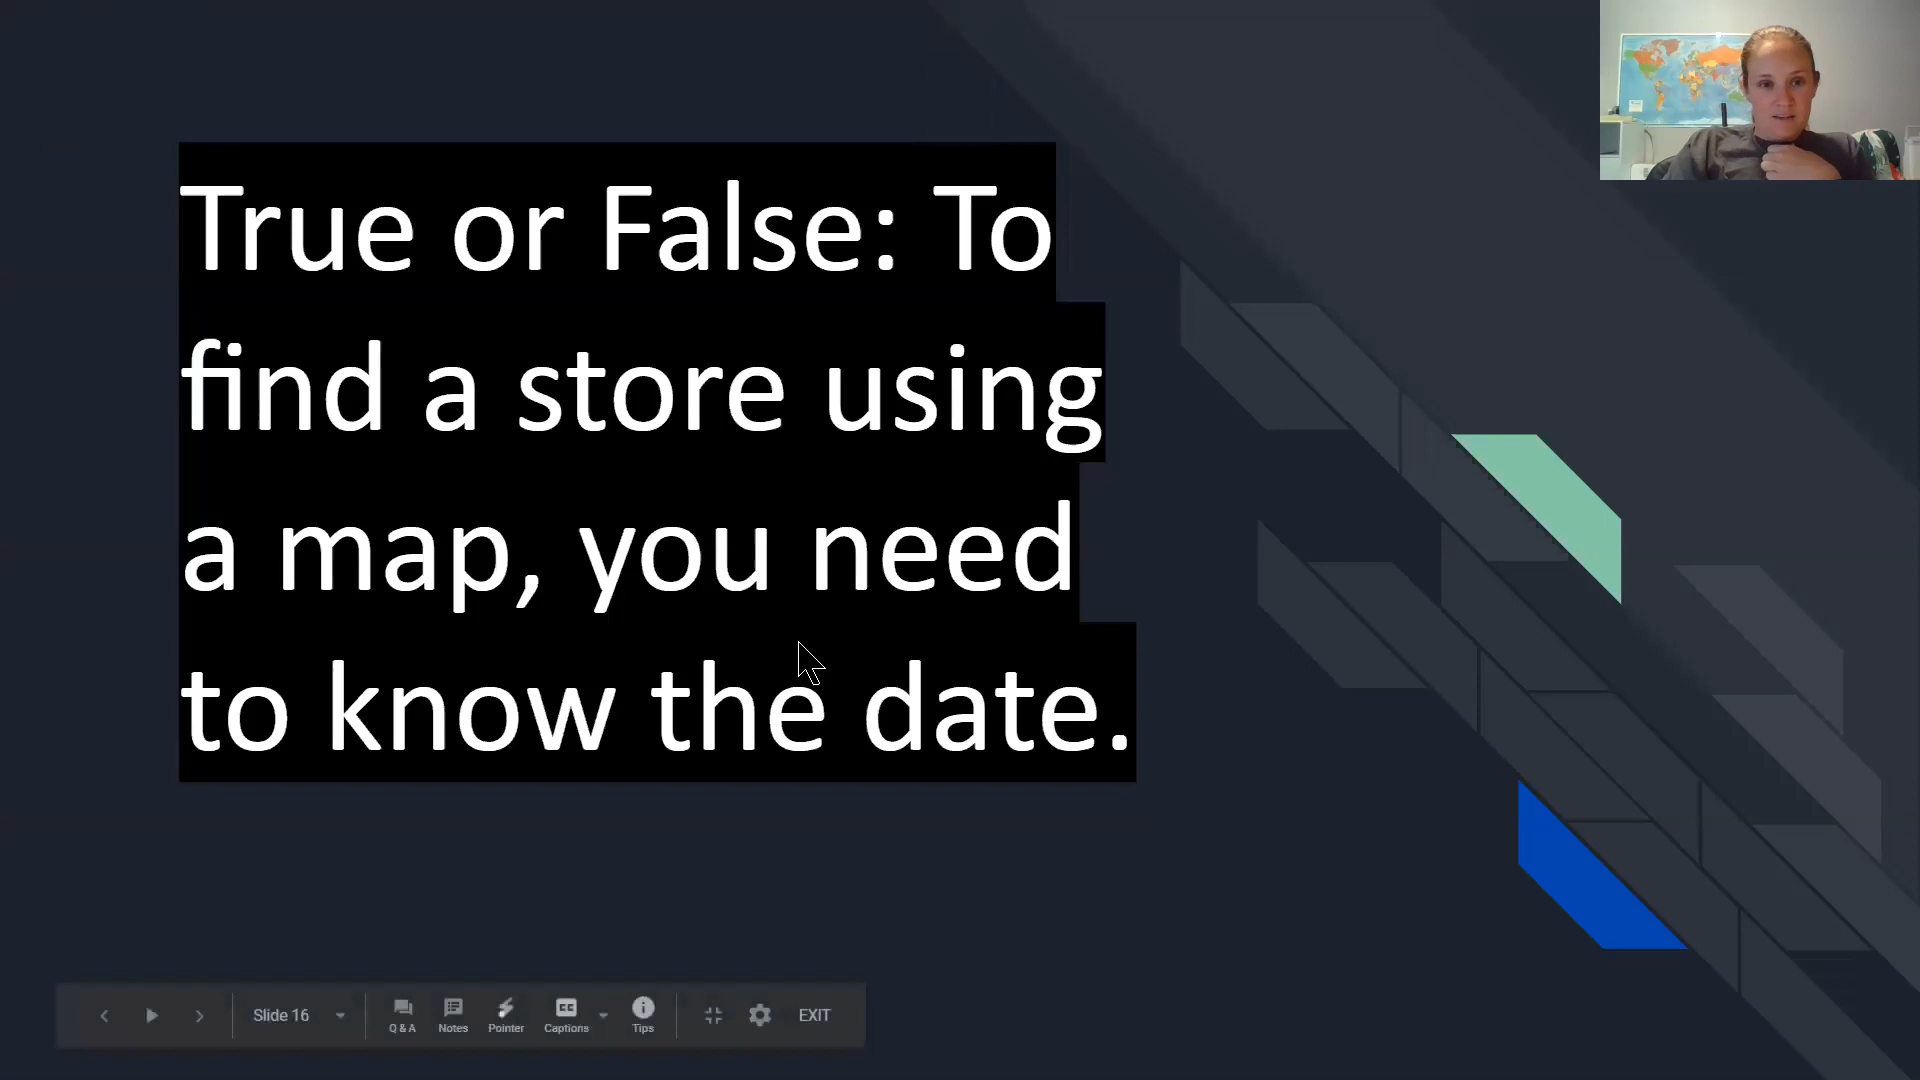 True or False: To
find a store using
a map, you need
to know the date.
Slide 16
Q & A
Notes
Pointer
Captions
Tips
EXIT